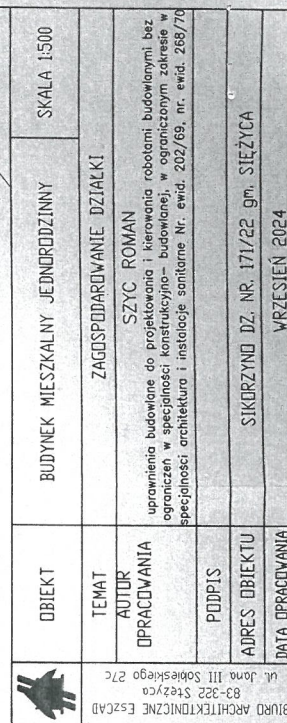 OBIEKT BUDYNEK MIESZKALNY JEDNORODZINNY SKALA 1:500
TEMAT ZAGOSPODAROWANIE DZIAŁKI
AUTOR OPRACOWANIA SZYC ROMAN
uprawnienia budowlane do projektowania i kierowania robotami budowlanymi bez
ograniczeń w specjalności konstrukcyjno– budowlanej, w ograniczonym zakresie w
specjalności architektura i instalacje sanitarne Nr. ewid. 202/69, nr. ewid. 268/70
PODPIS
ADRES OBIEKTU SIKORZYNO DZ. NR. 171/22 gm. SIĘŻYCA
DATA OPRACOWANIA WRZESIEŃ 2024
BIURO ARCHITEKTONICZNE ESZCAD
83-322 Stężyca
ul. Jana III Sobieskiego 27c